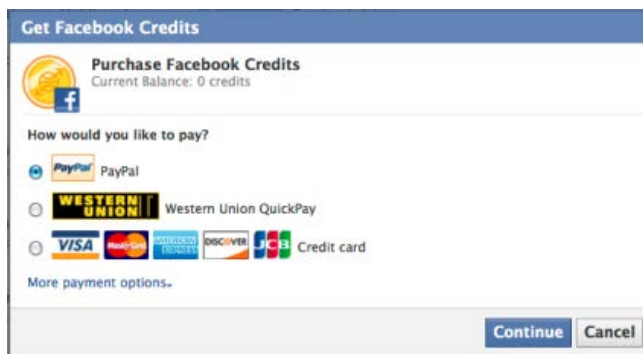 Get Facebook Credits
Purchase Facebook Credits
Current Balance: 0 credits
How would you like to pay?
PayPal PayPal
WESTERN UNION Western Union QuickPay
VISA MasterCard AMERICAN EXPRESS DISCOVER JCB Credit card
More payment options.
Continue Cancel